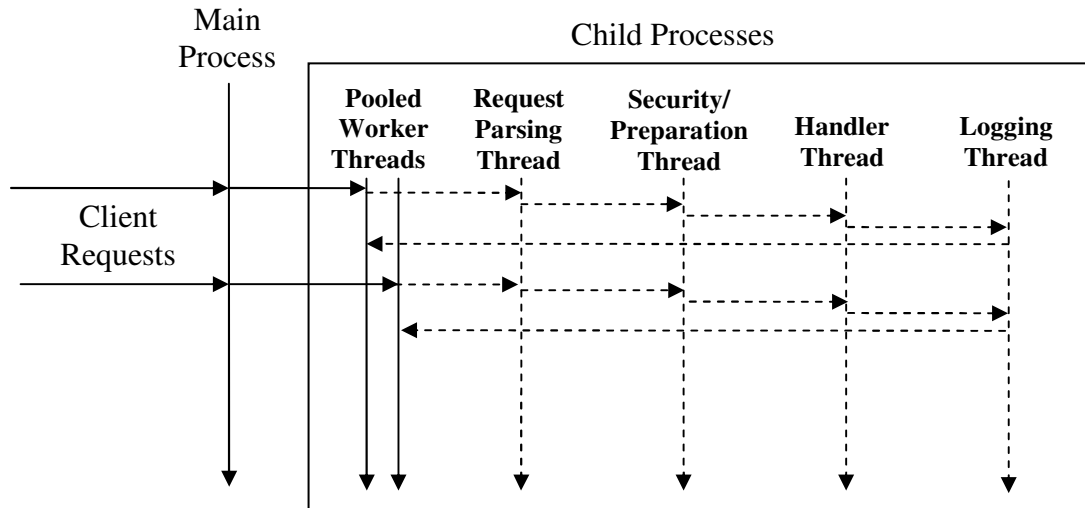 Main
Process
Child Processes
Pooled
Worker
Threads
Request
Parsing
Thread
Security/
Preparation
Thread
Handler
Thread
Logging
Thread
Client
Requests